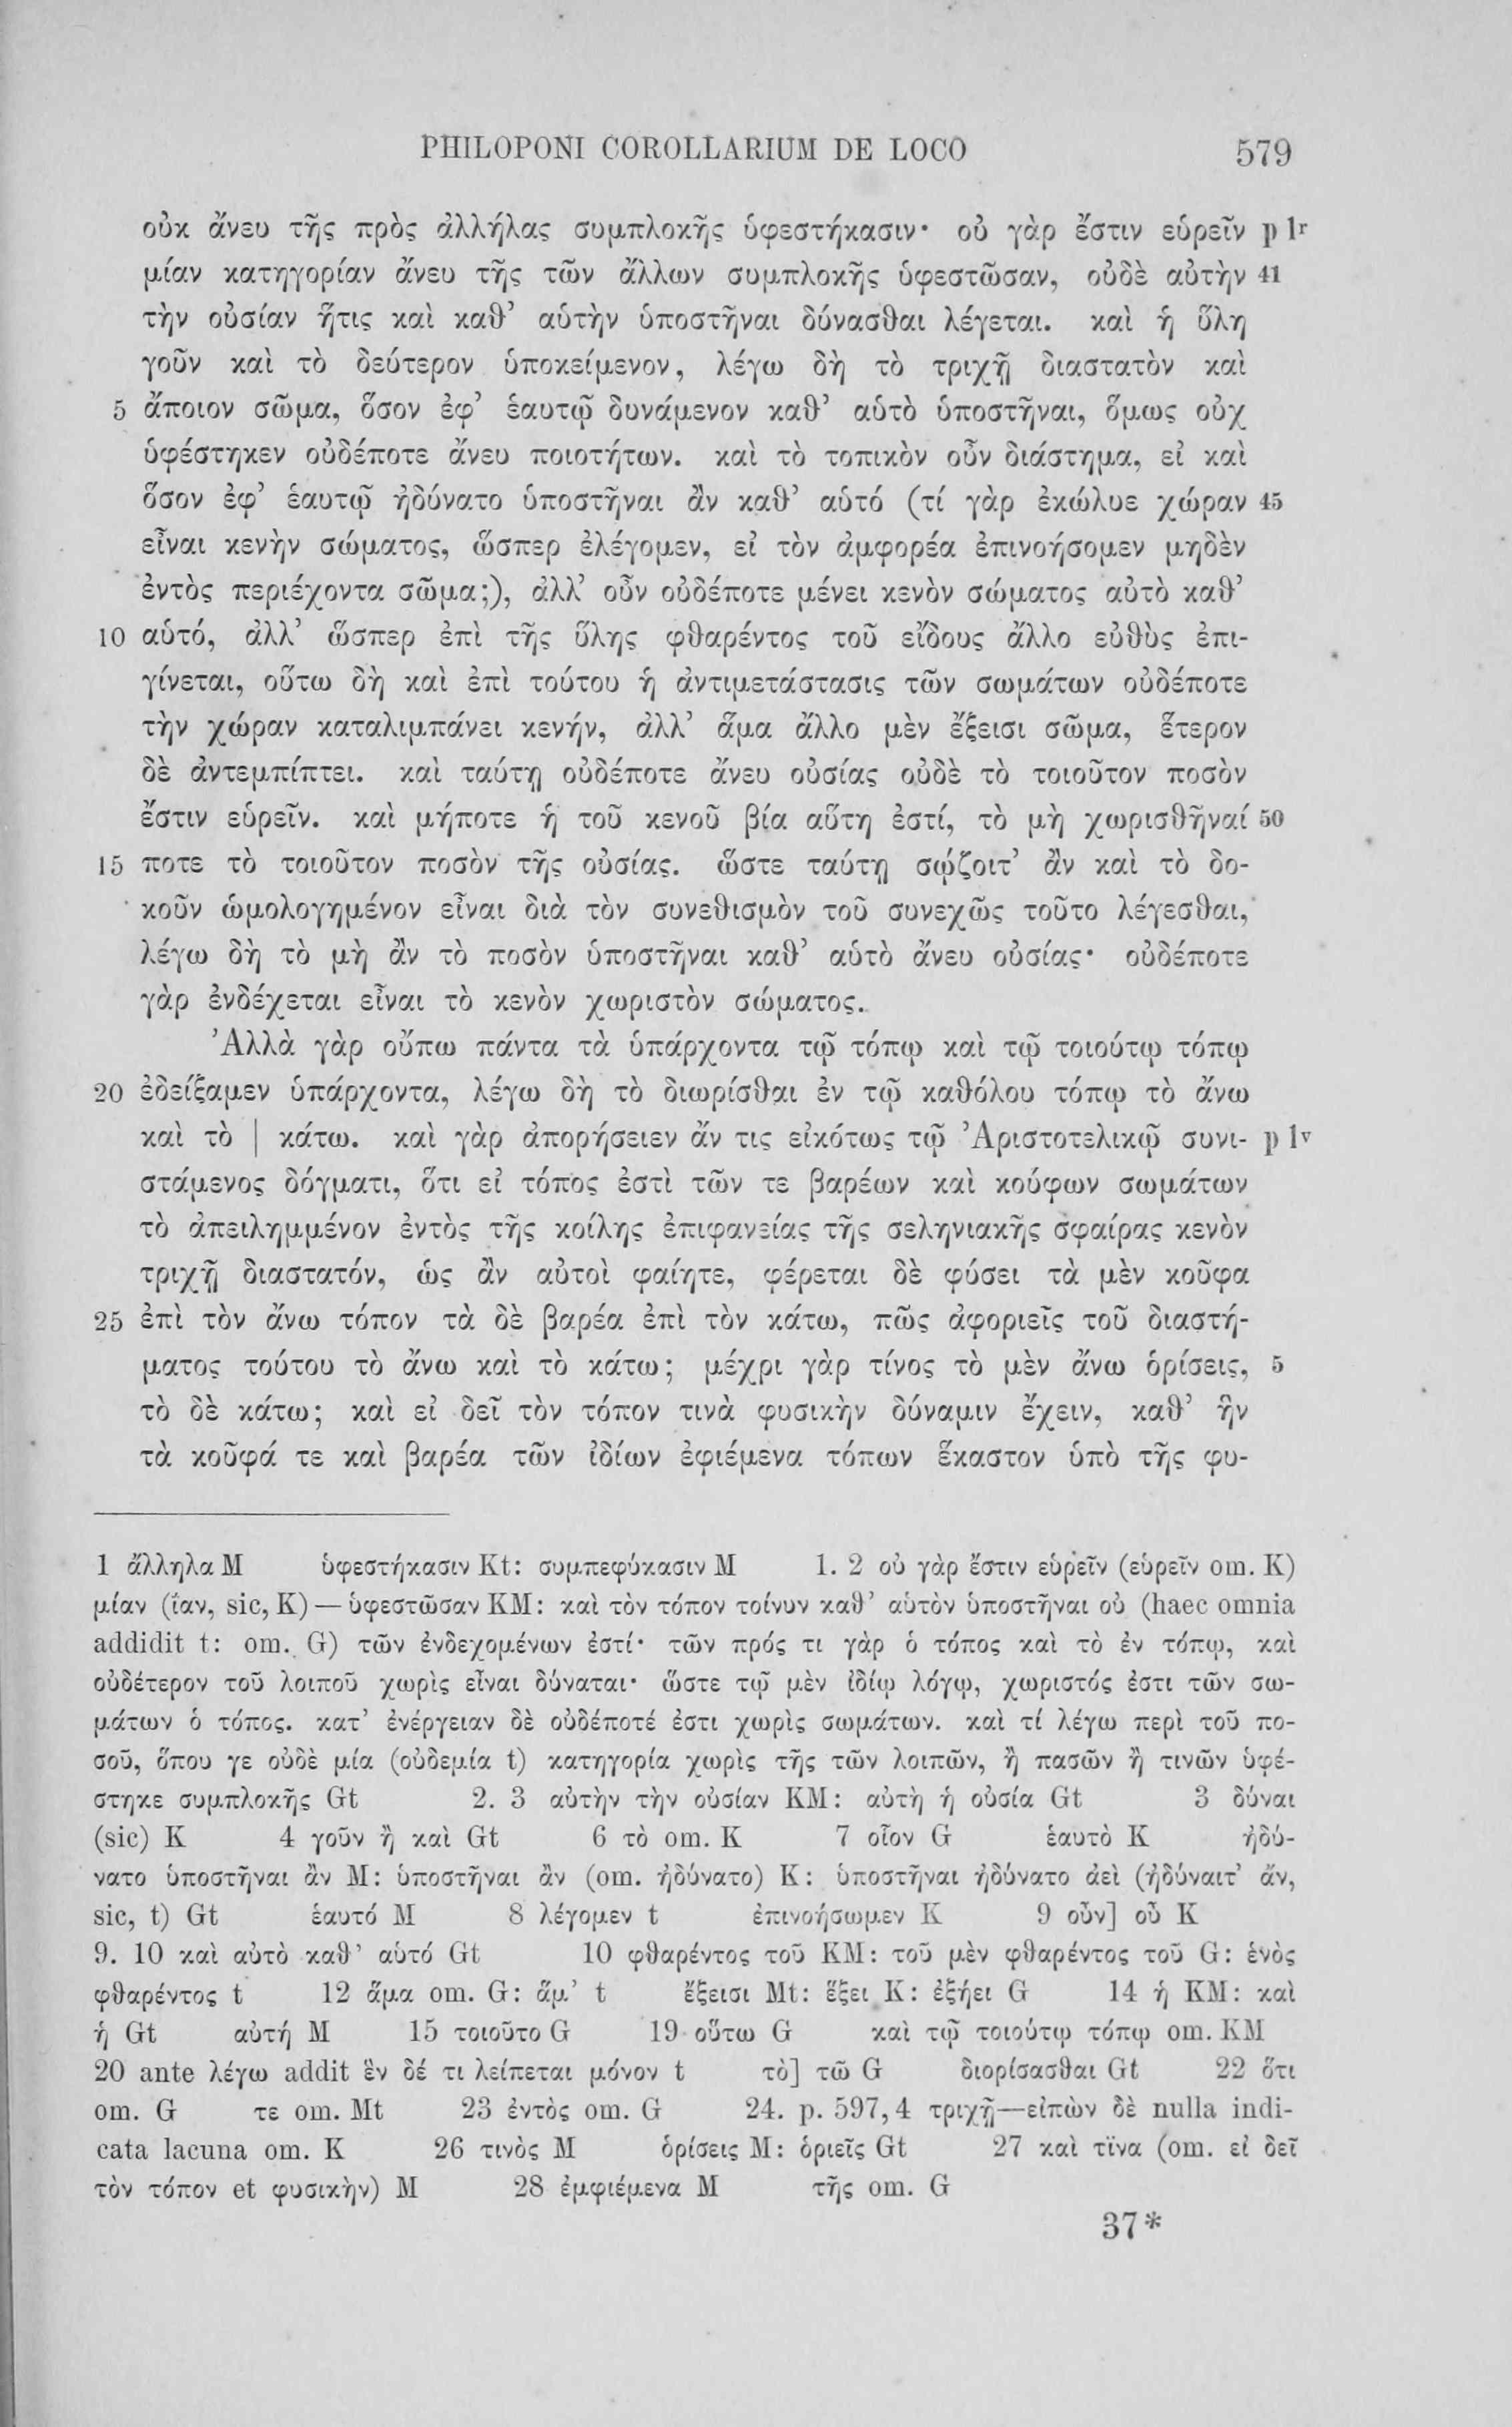 PHILOPONI COROLLARIUM DE LOCO 579
οὐκ ἄνευ τῆς πρὸς ἀλλήλας συμπλοκῆς ὑφεστήκασιν· οὐ γὰρ ἔστιν εὑρεῖν p 1r
μίαν κατηγορίαν ἄνευ τῆς τῶν ἄλλων συμπλοκῆς ὑφεστῶσαν, οὐδὲ αὐτὴν 41
τὴν οὐσίαν ἥτις καὶ καθ’ αὑτὴν ὑποστῆναι δύνασθαι λέγεται. καὶ ἡ ὕλη
γοῦν καὶ τὸ δεύτερον ὑποκείμενον, λέγω δὴ τὸ τριχῇ διαστατὸν καὶ
5 ἄποιον σῶμα, ὅσον ἐφ’ ἑαυτῷ δυνάμενον καθ’ αὑτὸ ὑποστῆναι, ὅμως οὐχ
ὑφέστηκεν οὐδέποτε ἄνευ ποιοτήτων. καὶ τὸ τοπικὸν οὖν διάστημα, εἰ καὶ
ὅσον ἐφ’ ἑαυτῷ ἠδύνατο ὑποστῆναι ἂν καθ’ αὑτό (τί γὰρ ἐκώλυε χώραν 45
εἶναι κενὴν σώματος, ὥσπερ ἐλέγομεν, εἰ τὸν ἀμφορέα ἐπινοήσομεν μηδὲν
ἐντὸς περιέχοντα σῶμα;), ἀλλ’ οὖν οὐδέποτε μένει κενὸν σώματος αὐτὸ καθ’
10 αὑτό, ἀλλ’ ὥσπερ ἐπὶ τῆς ὕλης φθαρέντος τοῦ εἴδους ἄλλο εὐθὺς ἐπι-
γίνεται, οὕτω δὴ καὶ ἐπὶ τούτου ἡ ἀντιμετάστασις τῶν σωμάτων οὐδέποτε
τὴν χώραν καταλιμπάνει κενήν, ἀλλ’ ἅμα ἄλλο μὲν ἔξεισι σῶμα, ἕτερον
δὲ ἀντεμπίπτει. καὶ ταύτῃ οὐδέποτε ἄνευ οὐσίας οὐδὲ τὸ τοιοῦτον ποσὸν
ἔστιν εὑρεῖν. καὶ μήποτε ἡ τοῦ κενοῦ βία αὕτη ἐστί, τὸ μὴ χωρισθῆναί 50
15 ποτε τὸ τοιοῦτον ποσὸν τῆς οὐσίας. ὥστε ταύτῃ σῴζοιτ’ ἂν καὶ τὸ δο-
κοῦν ὡμολογημένον εἶναι διὰ τὸν συνεθισμὸν τοῦ συνεχῶς τοῦτο λέγεσθαι,
λέγω δὴ τὸ μὴ ἂν τὸ ποσὸν ὑποστῆναι καθ’ αὑτὸ ἄνευ οὐσίας· οὐδέποτε
γὰρ ἐνδέχεται εἶναι τὸ κενὸν χωριστὸν σώματος.
Ἀλλὰ γὰρ οὔπω πάντα τὰ ὑπάρχοντα τῷ τόπῳ καὶ τῷ τοιούτῳ τόπῳ
20 ἐδείξαμεν ὑπάρχοντα, λέγω δὴ τὸ διωρίσθαι ἐν τῷ καθόλου τόπῳ τὸ ἄνω
καὶ τὸ | κάτω. καὶ γὰρ ἀπορήσειεν ἄν τις εἰκότως τῷ Ἀριστοτελικῷ συνι- p 1v
στάμενος δόγματι, ὅτι εἰ τόπος ἐστὶ τῶν τε βαρέων καὶ κούφων σωμάτων
τὸ ἀπειλημμένον ἐντὸς τῆς κοίλης ἐπιφανείας τῆς σεληνιακῆς σφαίρας κενὸν
τριχῇ διαστατόν, ὡς ἂν αὐτοὶ φαίητε, φέρεται δὲ φύσει τὰ μὲν κοῦφα
25 ἐπὶ τὸν ἄνω τόπον τὰ δὲ βαρέα ἐπὶ τὸν κάτω, πῶς ἀφοριεῖς τοῦ διαστή-
ματος τούτου τὸ ἄνω καὶ τὸ κάτω; μέχρι γὰρ τίνος τὸ μὲν ἄνω ὁρίσεις, 5
τὸ δὲ κάτω; καὶ εἰ δεῖ τὸν τόπον τινὰ φυσικὴν δύναμιν ἔχειν, καθ’ ἣν
τὰ κοῦφά τε καὶ βαρέα τῶν ἰδίων ἐφιέμενα τόπων ἕκαστον ὑπὸ τῆς φυ-
1 ἄλληλα M ὑφεστήκασιν Kt: συμπεφύκασιν M 1. 2 οὐ γὰρ ἔστιν εὑρεῖν (εὑρεῖν om. K)
μίαν (ἵαν, sic, K) — ὑφεστῶσαν KM: καὶ τὸν τόπον τοίνυν καθ’ αὑτὸν ὑποστῆναι οὐ (haec omnia
addidit t: om. G) τῶν ἐνδεχομένων ἐστί· τῶν πρός τι γὰρ ὁ τόπος καὶ τὸ ἐν τόπῳ, καὶ
οὐδέτερον τοῦ λοιποῦ χωρὶς εἶναι δύναται· ὥστε τῷ μὲν ἰδίῳ λόγῳ, χωριστός ἐστι τῶν σω-
μάτων ὁ τόπος. κατ’ ἐνέργειαν δὲ οὐδέποτέ ἐστι χωρὶς σωμάτων. καὶ τί λέγω περὶ τοῦ πο-
σοῦ, ὅπου γε οὐδὲ μία (οὐδεμία t) κατηγορία χωρὶς τῆς τῶν λοιπῶν, ἢ πασῶν ἢ τινῶν ὑφέ-
στηκε συμπλοκῆς Gt 2. 3 αὐτὴν τὴν οὐσίαν KM: αὐτὴ ἡ οὐσία Gt 3 δύναι
(sic) K 4 γοῦν ἢ καὶ Gt 6 τὸ om. K 7 οἷον G ἑαυτὸ K ἠδύ-
νατο ὑποστῆναι ἂν M: ὑποστῆναι ἂν (om. ἠδύνατο) K: ὑποστῆναι ἠδύνατο ἀεὶ (ἠδύναιτ’ ἄν,
sic, t) Gt ἑαυτό M 8 λέγομεν t ἐπινοήσωμεν K 9 οὖν] οὗ K
9. 10 καὶ αὐτὸ καθ’ αὑτό Gt 10 φθαρέντος τοῦ KM: τοῦ μὲν φθαρέντος τοῦ G: ἑνὸς
φθαρέντος t 12 ἅμα om. G: ἅμ’ t ἔξεισι Mt: ἕξει K: ἐξῄει G 14 ἡ KM: καὶ
ἡ Gt αὐτή M 15 τοιοῦτο G 19 οὕτω G καὶ τῷ τοιούτῳ τόπῳ om. KM
20 ante λέγω addit ἓν δέ τι λείπεται μόνον t τὸ] τῶ G διορίσασθαι Gt 22 ὅτι
om. G τε om. Mt 23 ἐντὸς om. G 24. p. 597,4 τριχῇ—εἰπὼν δὲ nulla indi-
cata lacuna om. K 26 τινὸς M ὁρίσεις M: ὁριεῖς Gt 27 καὶ τϊνα (om. εἰ δεῖ
τὸν τόπον et φυσικὴν) M 28 ἐμφιέμενα M τῆς om. G
37*